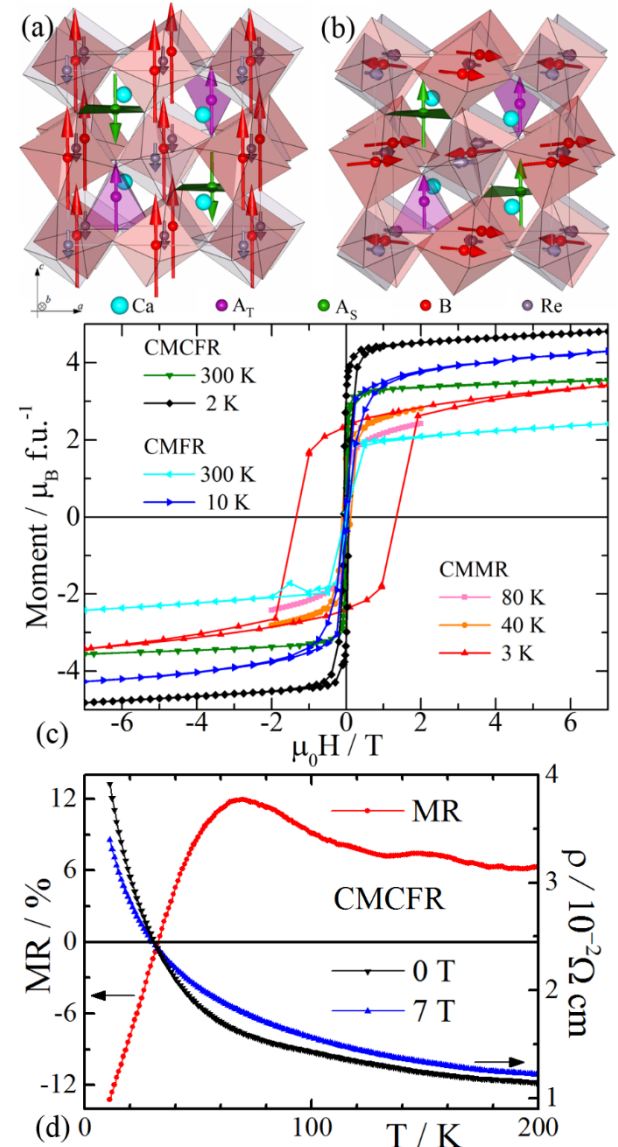 (a)
(b)
c
b
a
Ca
A_T
A_S
B
Re
CMCFR
300 K
2 K
CMFR
300 K
10 K
CMMR
80 K
40 K
3 K
4
2
0
-2
-4
Moment / μ_B f.u.⁻¹
-6
-4
-2
0
2
4
6
(c)
μ₀H / T
12
6
0
-6
-12
MR / %
MR
CMCFR
0 T
7 T
4
3
2
1
ρ / 10⁻²Ω cm
0
100
200
(d)
T / K